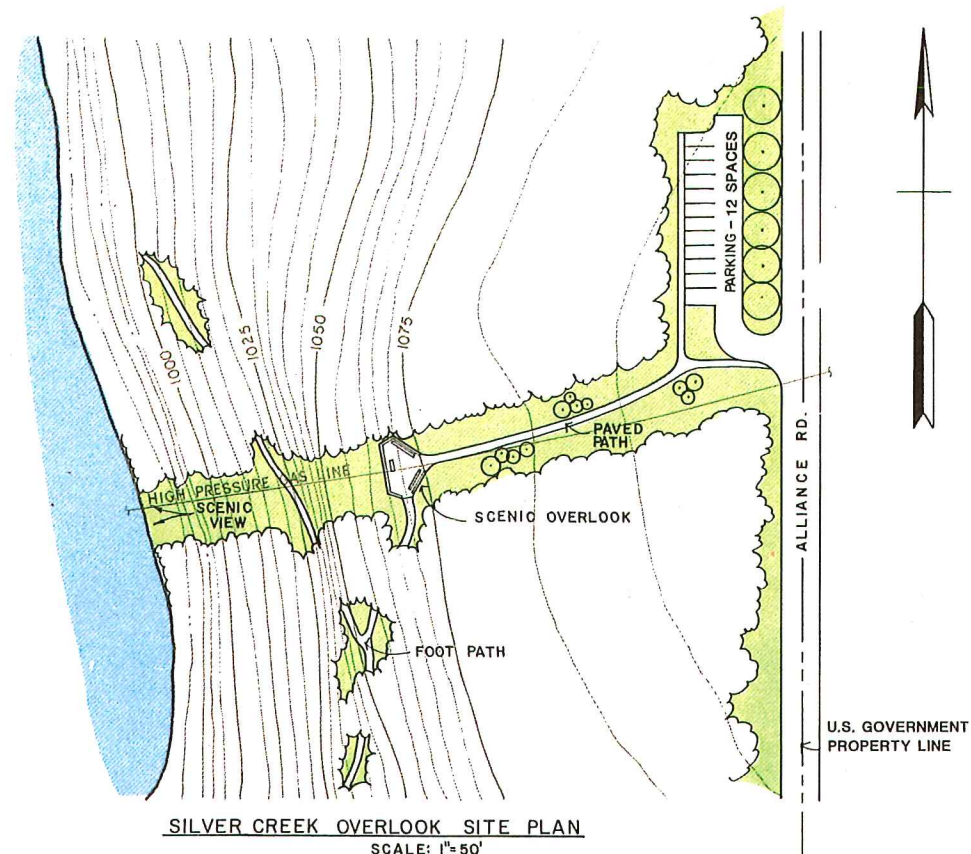 PARKING - 12 SPACES
1000
1025
1050
1075
PAVED
PATH
HIGH PRESSURE GAS LINE
SCENIC
VIEW
SCENIC OVERLOOK
ALLIANCE RD.
FOOT PATH
U.S. GOVERNMENT
PROPERTY LINE
SILVER CREEK OVERLOOK SITE PLAN
SCALE: 1"=50'